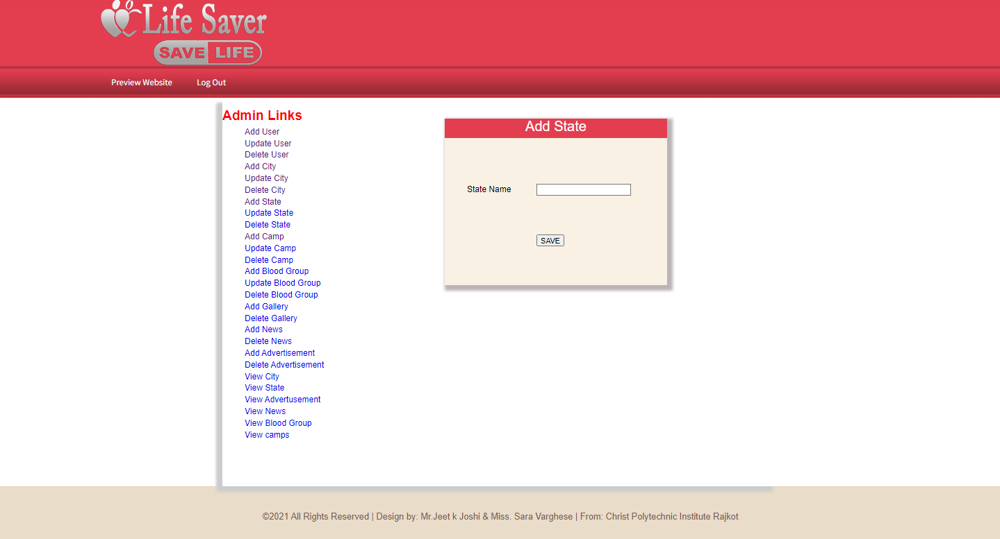 Life Saver
SAVE LIFE
Preview Website Log Out
Admin Links
Add User
Update User
Delete User
Add City
Update City
Delete City
Add State
Update State
Delete State
Add Camp
Update Camp
Delete Camp
Add Blood Group
Update Blood Group
Delete Blood Group
Add Gallery
Delete Gallery
Add News
Delete News
Add Advertisement
Delete Advertisement
View City
View State
View Advertusement
View News
View Blood Group
View camps
Add State
State Name
SAVE
©2021 All Rights Reserved | Design by: Mr.Jeet k Joshi & Miss. Sara Varghese | From: Christ Polytechnic Institute Rajkot